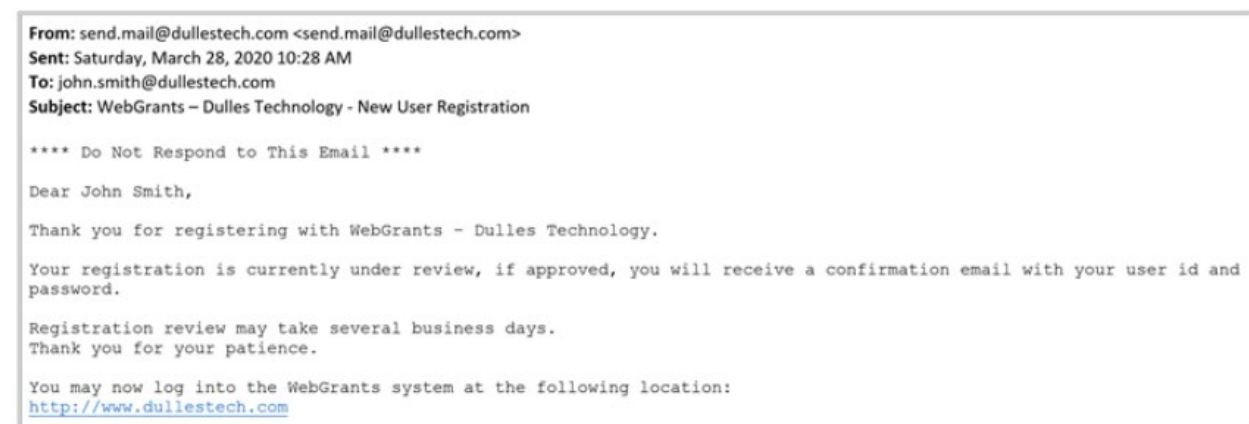 From: send.mail@dullestech.com <send.mail@dullestech.com>
Sent: Saturday, March 28, 2020 10:28 AM
To: john.smith@dullestech.com
Subject: WebGrants – Dulles Technology - New User Registration
**** Do Not Respond to This Email ****
Dear John Smith,
Thank you for registering with WebGrants - Dulles Technology.
Your registration is currently under review, if approved, you will receive a confirmation email with your user id and
password.
Registration review may take several business days.
Thank you for your patience.
You may now log into the WebGrants system at the following location:
http://www.dullestech.com